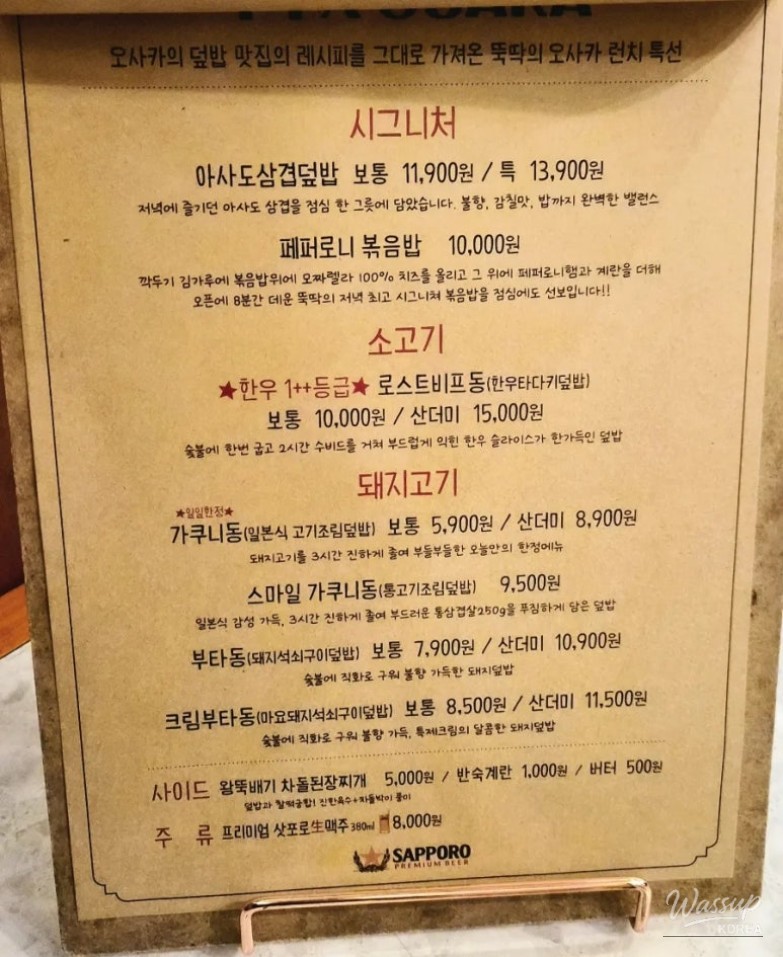 OSAKA
오사카의 덮밥 맛집의 레시피를 그대로 가져온 뚝딱의 오사카 런치 특선
시그니처
아사도삼겹덮밥 보통 11,900원 / 특 13,900원
저녁에 즐기던 아사도 삼겹을 점심 한 그릇에 담았습니다. 불향, 감칠맛, 밥까지 완벽한 밸런스
페퍼로니 볶음밥 10,000원
깍두기 김가루에 볶음밥위에 모짜렐라 100% 치즈를 올리고 그 위에 페퍼로니햄과 계란을 더해
오픈에 8분간 데운 뚝딱의 저녁 최고 시그니쳐 볶음밥을 점심에도 선보입니다!!
소고기
★한우 1++등급★ 로스트비프동(한우타다키덮밥)
보통 10,000원 / 산더미 15,000원
숯불에 한번 굽고 2시간 수비드를 거쳐 부드럽게 익힌 한우 슬라이스가 한가득인 덮밥
돼지고기
★일일한정★
가쿠니동(일본식 고기조림덮밥) 보통 5,900원 / 산더미 8,900원
돼지고기를 3시간 진하게 졸여 부들부들한 오늘만의 한정메뉴
스마일 가쿠니동(통고기조림덮밥) 9,500원
일본식 감성 가득, 3시간 진하게 졸여 부드러운 통삼겹살250g을 푸짐하게 담은 덮밥
부타동(돼지석쇠구이덮밥) 보통 7,900원 / 산더미 10,900원
숯불에 직화로 구워 불향 가득한 돼지덮밥
크림부타동(마요돼지석쇠구이덮밥) 보통 8,500원 / 산더미 11,500원
숯불에 직화로 구워 불향 가득, 특제크림의 달콤한 돼지덮밥
사이드 왕뚝배기 차돌된장찌개 5,000원 / 반숙계란 1,000원 / 버터 500원
덮밥과 찰떡궁합! 진한육수+차돌박이 풍미
주 류 프리미엄 삿포로生맥주 380ml 8,000원
SAPPORO
PREMIUM BEER
Wassup
KOREA